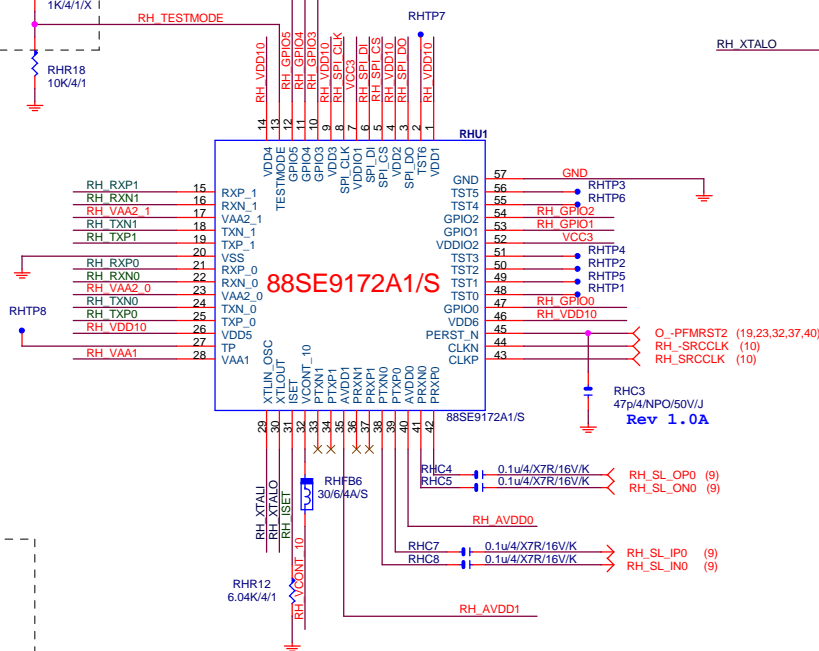 1K/4/1/X
RH_TESTMODE
RHR18
10K/4/1
RHTP7
RH_XTALO
RH_VDD10
RH_GPIO5
RH_GPIO4
RH_GPIO3
RH_VDD10
RH_SPI_CLK
VCC3
RH_SPI_DI
RH_SPI_CS
RH_VDD10
RH_SPI_DO
RH_VDD10
14 13 12 11 10 9 8 7 6 5 4 3 2 1
RHU1
VDD4
TESTMODE
GPIO5
GPIO4
GPIO3
VDD3
SPI_CLK
VDDIO1
SPI_DI
SPI_CS
VDD2
SPI_DO
TST6
VDD1
RH_RXP1 15 RXP_1
RH_RXN1 16 RXN_1
RH_VAA2_1 17 VAA2_1
RH_TXN1 18 TXN_1
RH_TXP1 19 TXP_1
20 VSS
RH_RXP0 21 RXP_0
RH_RXN0 22 RXN_0
RH_VAA2_0 23 VAA2_0
RH_TXN0 24 TXN_0
RH_TXP0 25 TXP_0
RH_VDD10 26 VDD5
RHTP8
27 TP
RH_VAA1 28 VAA1
88SE9172A1/S
GND 57 GND
TST5 56 RHTP3
TST4 55 RHTP6
GPIO2 54 RH_GPIO2
GPIO1 53 RH_GPIO1
VDDIO2 52 VCC3
TST3 51 RHTP4
TST2 50 RHTP2
TST1 49 RHTP5
TST0 48 RHTP1
GPIO0 47 RH_GPIO0
VDD6 46 RH_VDD10
PERST_N 45 O_-PFMRST2 (19,23,32,37,40)
CLKN 44 RH_-SRCCLK (10)
CLKP 43 RH_SRCCLK (10)
XTLIN_OSC
XTLOUT
ISET
VCONT_10
PTXN1
PTXP1
AVDD1
PRXN1
PRXP1
PTXN0
PTXP0
AVDD0
PRXN0
PRXP0
29 30 31 32 33 34 35 36 37 38 39 40 41 42
88SE9172A1/S
RHC3
47p/4/NPO/50V/J
Rev 1.0A
RH_XTALI
RH_XTALO
RH_ISET
RHFB6
30/6/4A/S
RHC4 0.1u/4/X7R/16V/K RH_SL_OP0 (9)
RHC5 0.1u/4/X7R/16V/K RH_SL_ON0 (9)
RH_AVDD0
RHC7 0.1u/4/X7R/16V/K RH_SL_IP0 (9)
RHC8 0.1u/4/X7R/16V/K RH_SL_IN0 (9)
RHR12
6.04K/4/1
RH_VCONT_10
RH_AVDD1